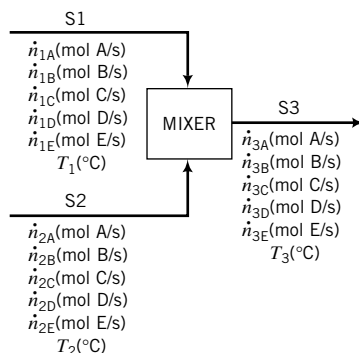 S1
ṅ1A(mol A/s)
ṅ1B(mol B/s)
ṅ1C(mol C/s)
ṅ1D(mol D/s)
ṅ1E(mol E/s)
T1(°C)
MIXER
S3
ṅ3A(mol A/s)
ṅ3B(mol B/s)
ṅ3C(mol C/s)
ṅ3D(mol D/s)
ṅ3E(mol E/s)
T3(°C)
S2
ṅ2A(mol A/s)
ṅ2B(mol B/s)
ṅ2C(mol C/s)
ṅ2D(mol D/s)
ṅ2E(mol E/s)
T2(°C)